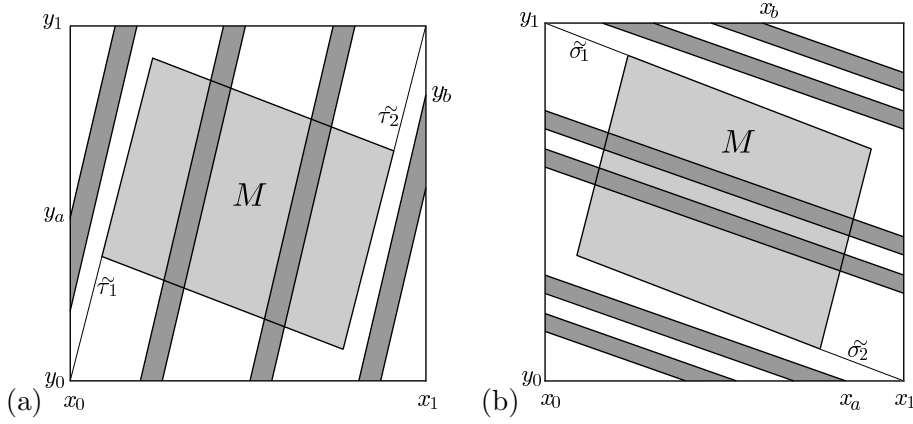 y₁
τ̃₂
y_b
M
y_a
τ̃₁
y₀
(a)
x₀
x₁
x_b
y₁
σ̃₁
M
σ̃₂
y₀
(b)
x₀
x_a
x₁